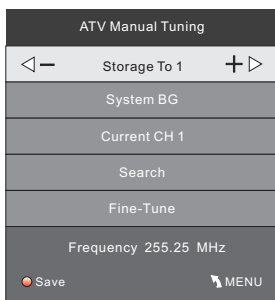 ATV Manual Tuning
Storage To 1
System BG
Current CH 1
Search
Fine-Tune
Frequency 255.25 MHz
Save MENU